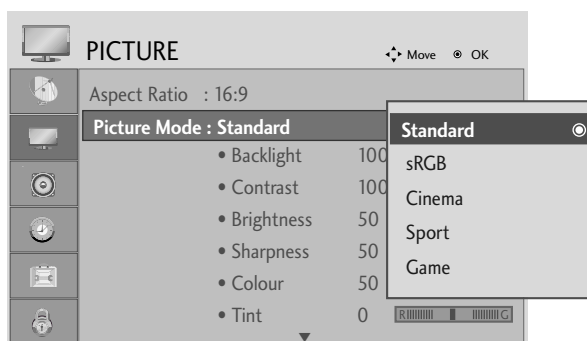 PICTURE
Move OK
Aspect Ratio : 16:9
Picture Mode : Standard
• Backlight 100
• Contrast 100
• Brightness 50
• Sharpness 50
• Colour 50
• Tint 0 R G
Standard
sRGB
Cinema
Sport
Game